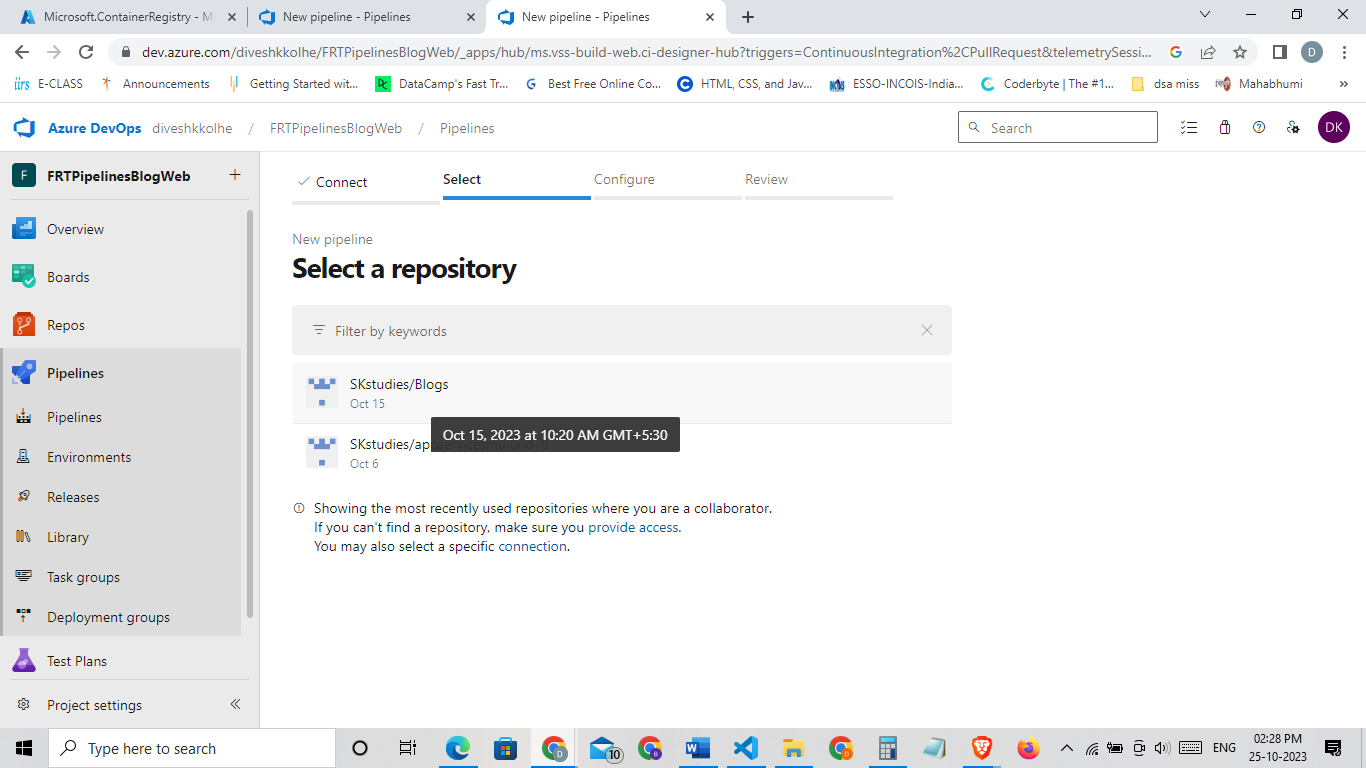 Microsoft.ContainerRegistry - Mi
New pipeline - Pipelines
New pipeline - Pipelines
dev.azure.com/diveshkkolhe/FRTPipelinesBlogWeb/_apps/hub/ms.vss-build-web.ci-designer-hub?triggers=ContinuousIntegration%2CPullRequest&telemetrySessi...
D
iirs E-CLASS
Announcements
Getting Started wit...
DataCamp's Fast Tr...
Best Free Online Co...
HTML, CSS, and Jav...
ESSO-INCOIS-India...
Coderbyte | The #1...
dsa miss
Mahabhumi
Azure DevOps diveshkkolhe / FRTPipelinesBlogWeb / Pipelines
Search
DK
F FRTPipelinesBlogWeb
Overview
Boards
Repos
Pipelines
Pipelines
Environments
Releases
Library
Task groups
Deployment groups
Test Plans
Project settings
Connect
Select
Configure
Review
New pipeline
Select a repository
Filter by keywords
SKstudies/Blogs
Oct 15
Oct 15, 2023 at 10:20 AM GMT+5:30
SKstudies/app
Oct 6
Showing the most recently used repositories where you are a collaborator.
If you can't find a repository, make sure you provide access.
You may also select a specific connection.
Type here to search
10
ENG
02:28 PM
25-10-2023